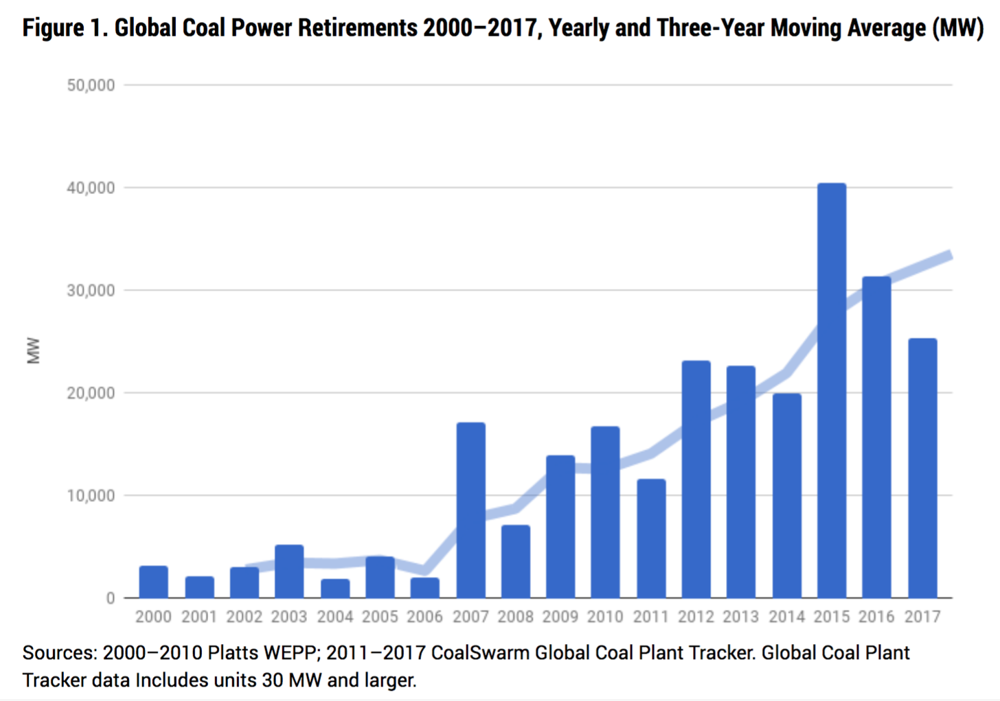 Figure 1. Global Coal Power Retirements 2000–2017, Yearly and Three-Year Moving Average (MW)
50,000
40,000
30,000
20,000
10,000
0
MW
2000 2001 2002 2003 2004 2005 2006 2007 2008 2009 2010 2011 2012 2013 2014 2015 2016 2017
Sources: 2000–2010 Platts WEPP; 2011–2017 CoalSwarm Global Coal Plant Tracker. Global Coal Plant
Tracker data Includes units 30 MW and larger.